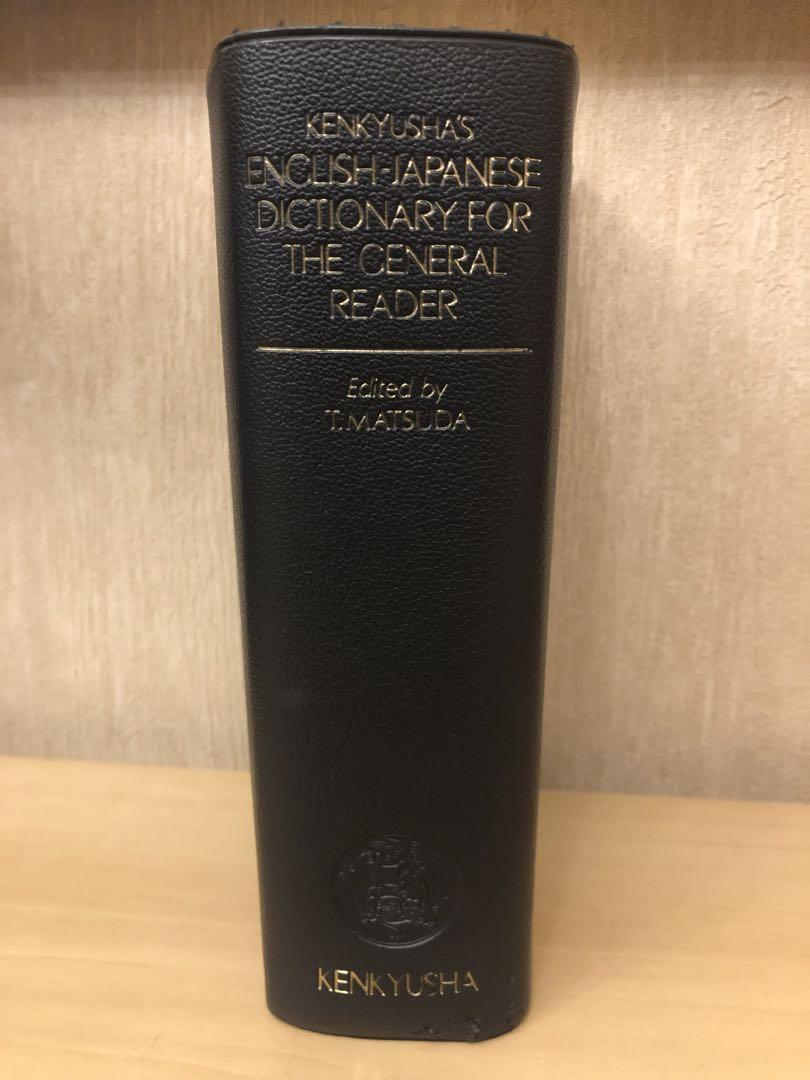 KENKYUSHA'S
ENGLISH-JAPANESE
DICTIONARY FOR
THE GENERAL
READER
Edited by
T. MATSUDA
KENKYUSHA